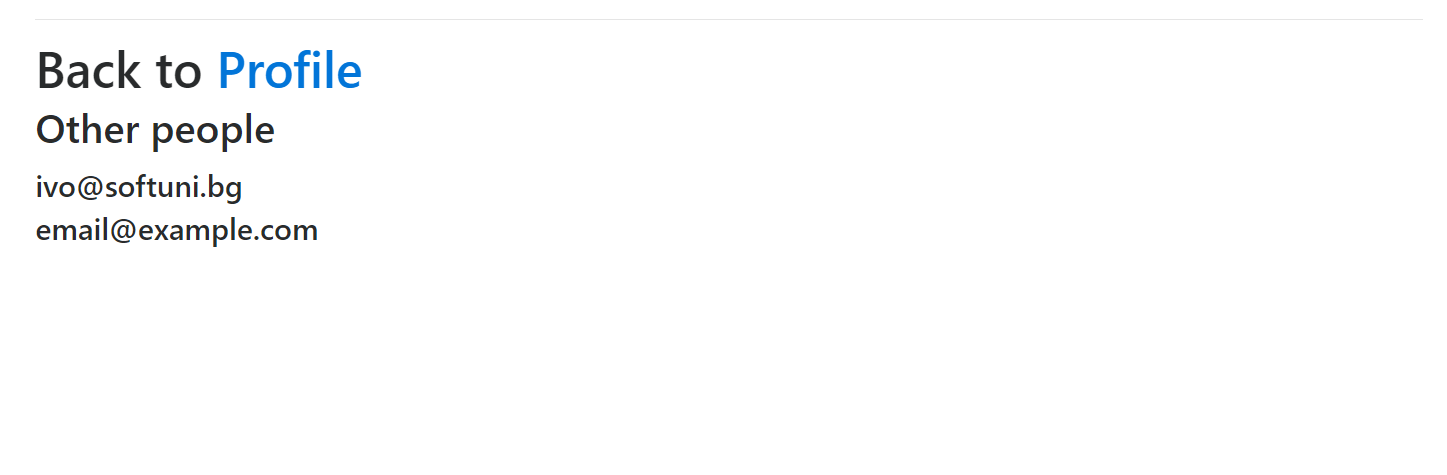 Back to Profile
Other people
ivo@softuni.bg
email@example.com